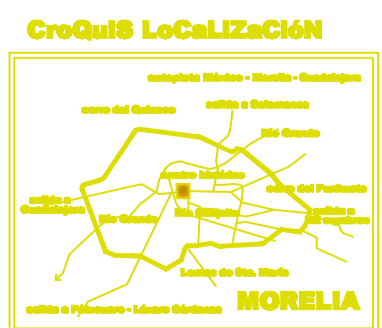 CroQuiS LoCaLIZaCióN
autopista México - Morelia - Guadalajara
salida a Salamanca
cerro del Quinceo
Río Grande
centro histórico
cerro del Punhuato
salida a
Guadalajara
Río Grande
Río Chiquito
salida a
mil cumbres
Lomas de Sta. María
MORELIA
salida a Pátzcuaro - Lázaro Cárdenas